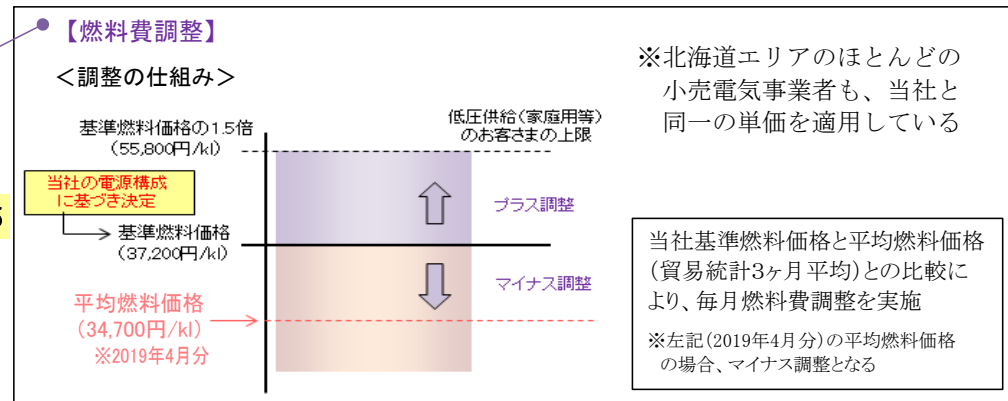 【燃料費調整】
<調整の仕組み>
※北海道エリアのほとんどの
小売電気事業者も、当社と
同一の単価を適用している
基準燃料価格の1.5倍
(55,800円/kl)
低圧供給(家庭用等)
のお客さまの上限
当社の電源構成
に基づき決定
プラス調整
基準燃料価格
(37,200円/kl)
マイナス調整
平均燃料価格
(34,700円/kl)
※2019年4月分
当社基準燃料価格と平均燃料価格
(貿易統計3ヶ月平均)との比較に
より、毎月燃料費調整を実施
※左記(2019年4月分)の平均燃料価格
の場合、マイナス調整となる